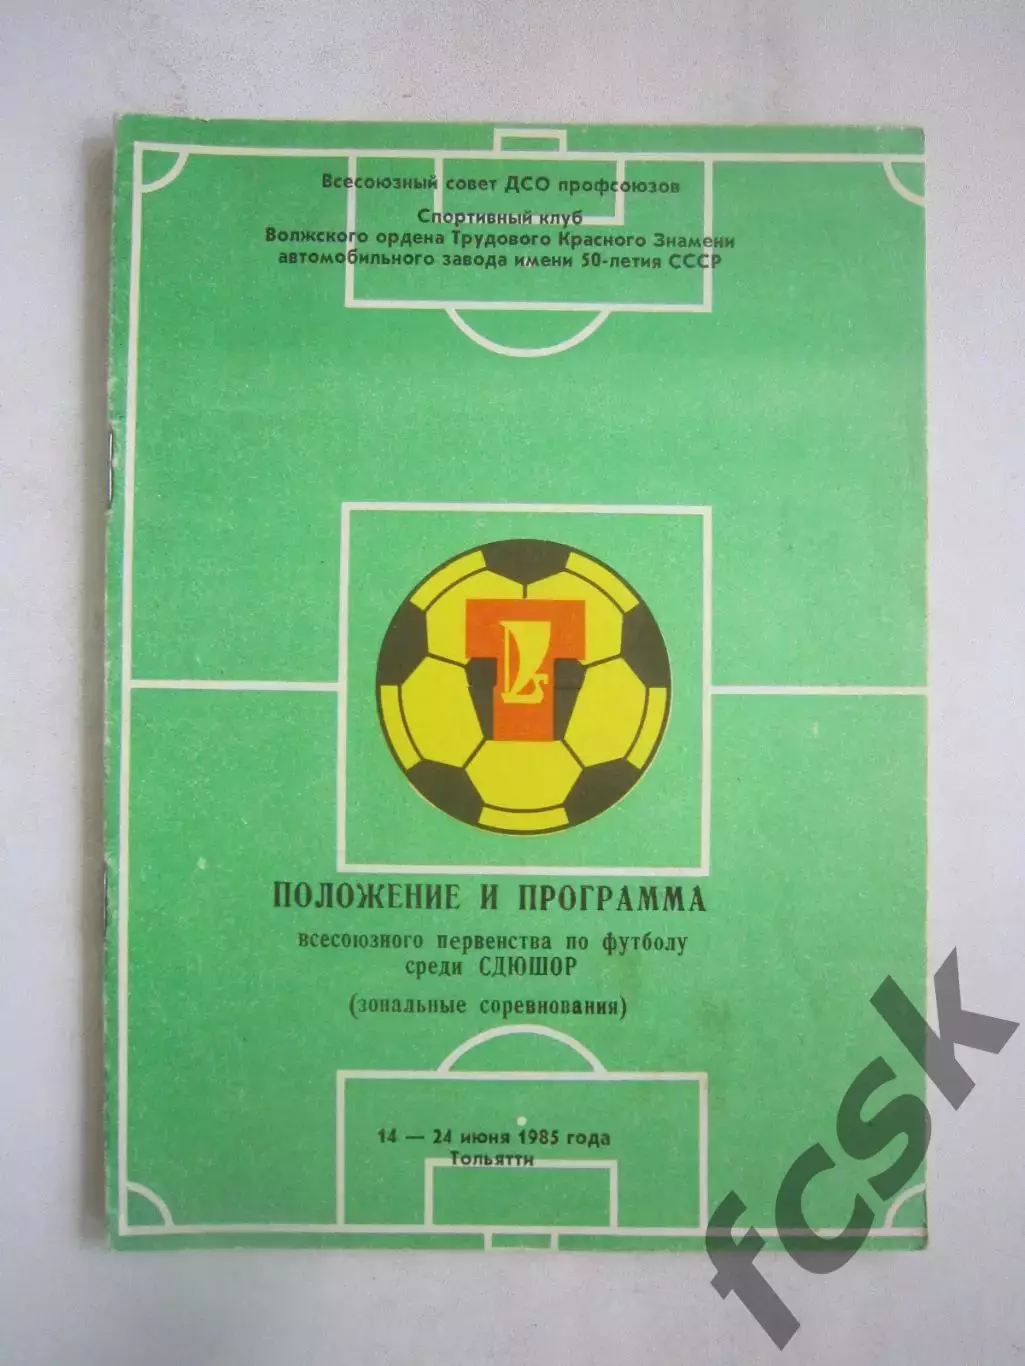 Всесоюзный совет ДСО профсоюзов
Спортивный клуб
Волжского ордена Трудового Красного Знамени
автомобильного завода имени 50-летия СССР
Т
ПОЛОЖЕНИЕ И ПРОГРАММА
всесоюзного первенства по футболу
среди СДЮШОР
(зональные соревнования)
14 — 24 июня 1985 года
Тольятти
fcsk